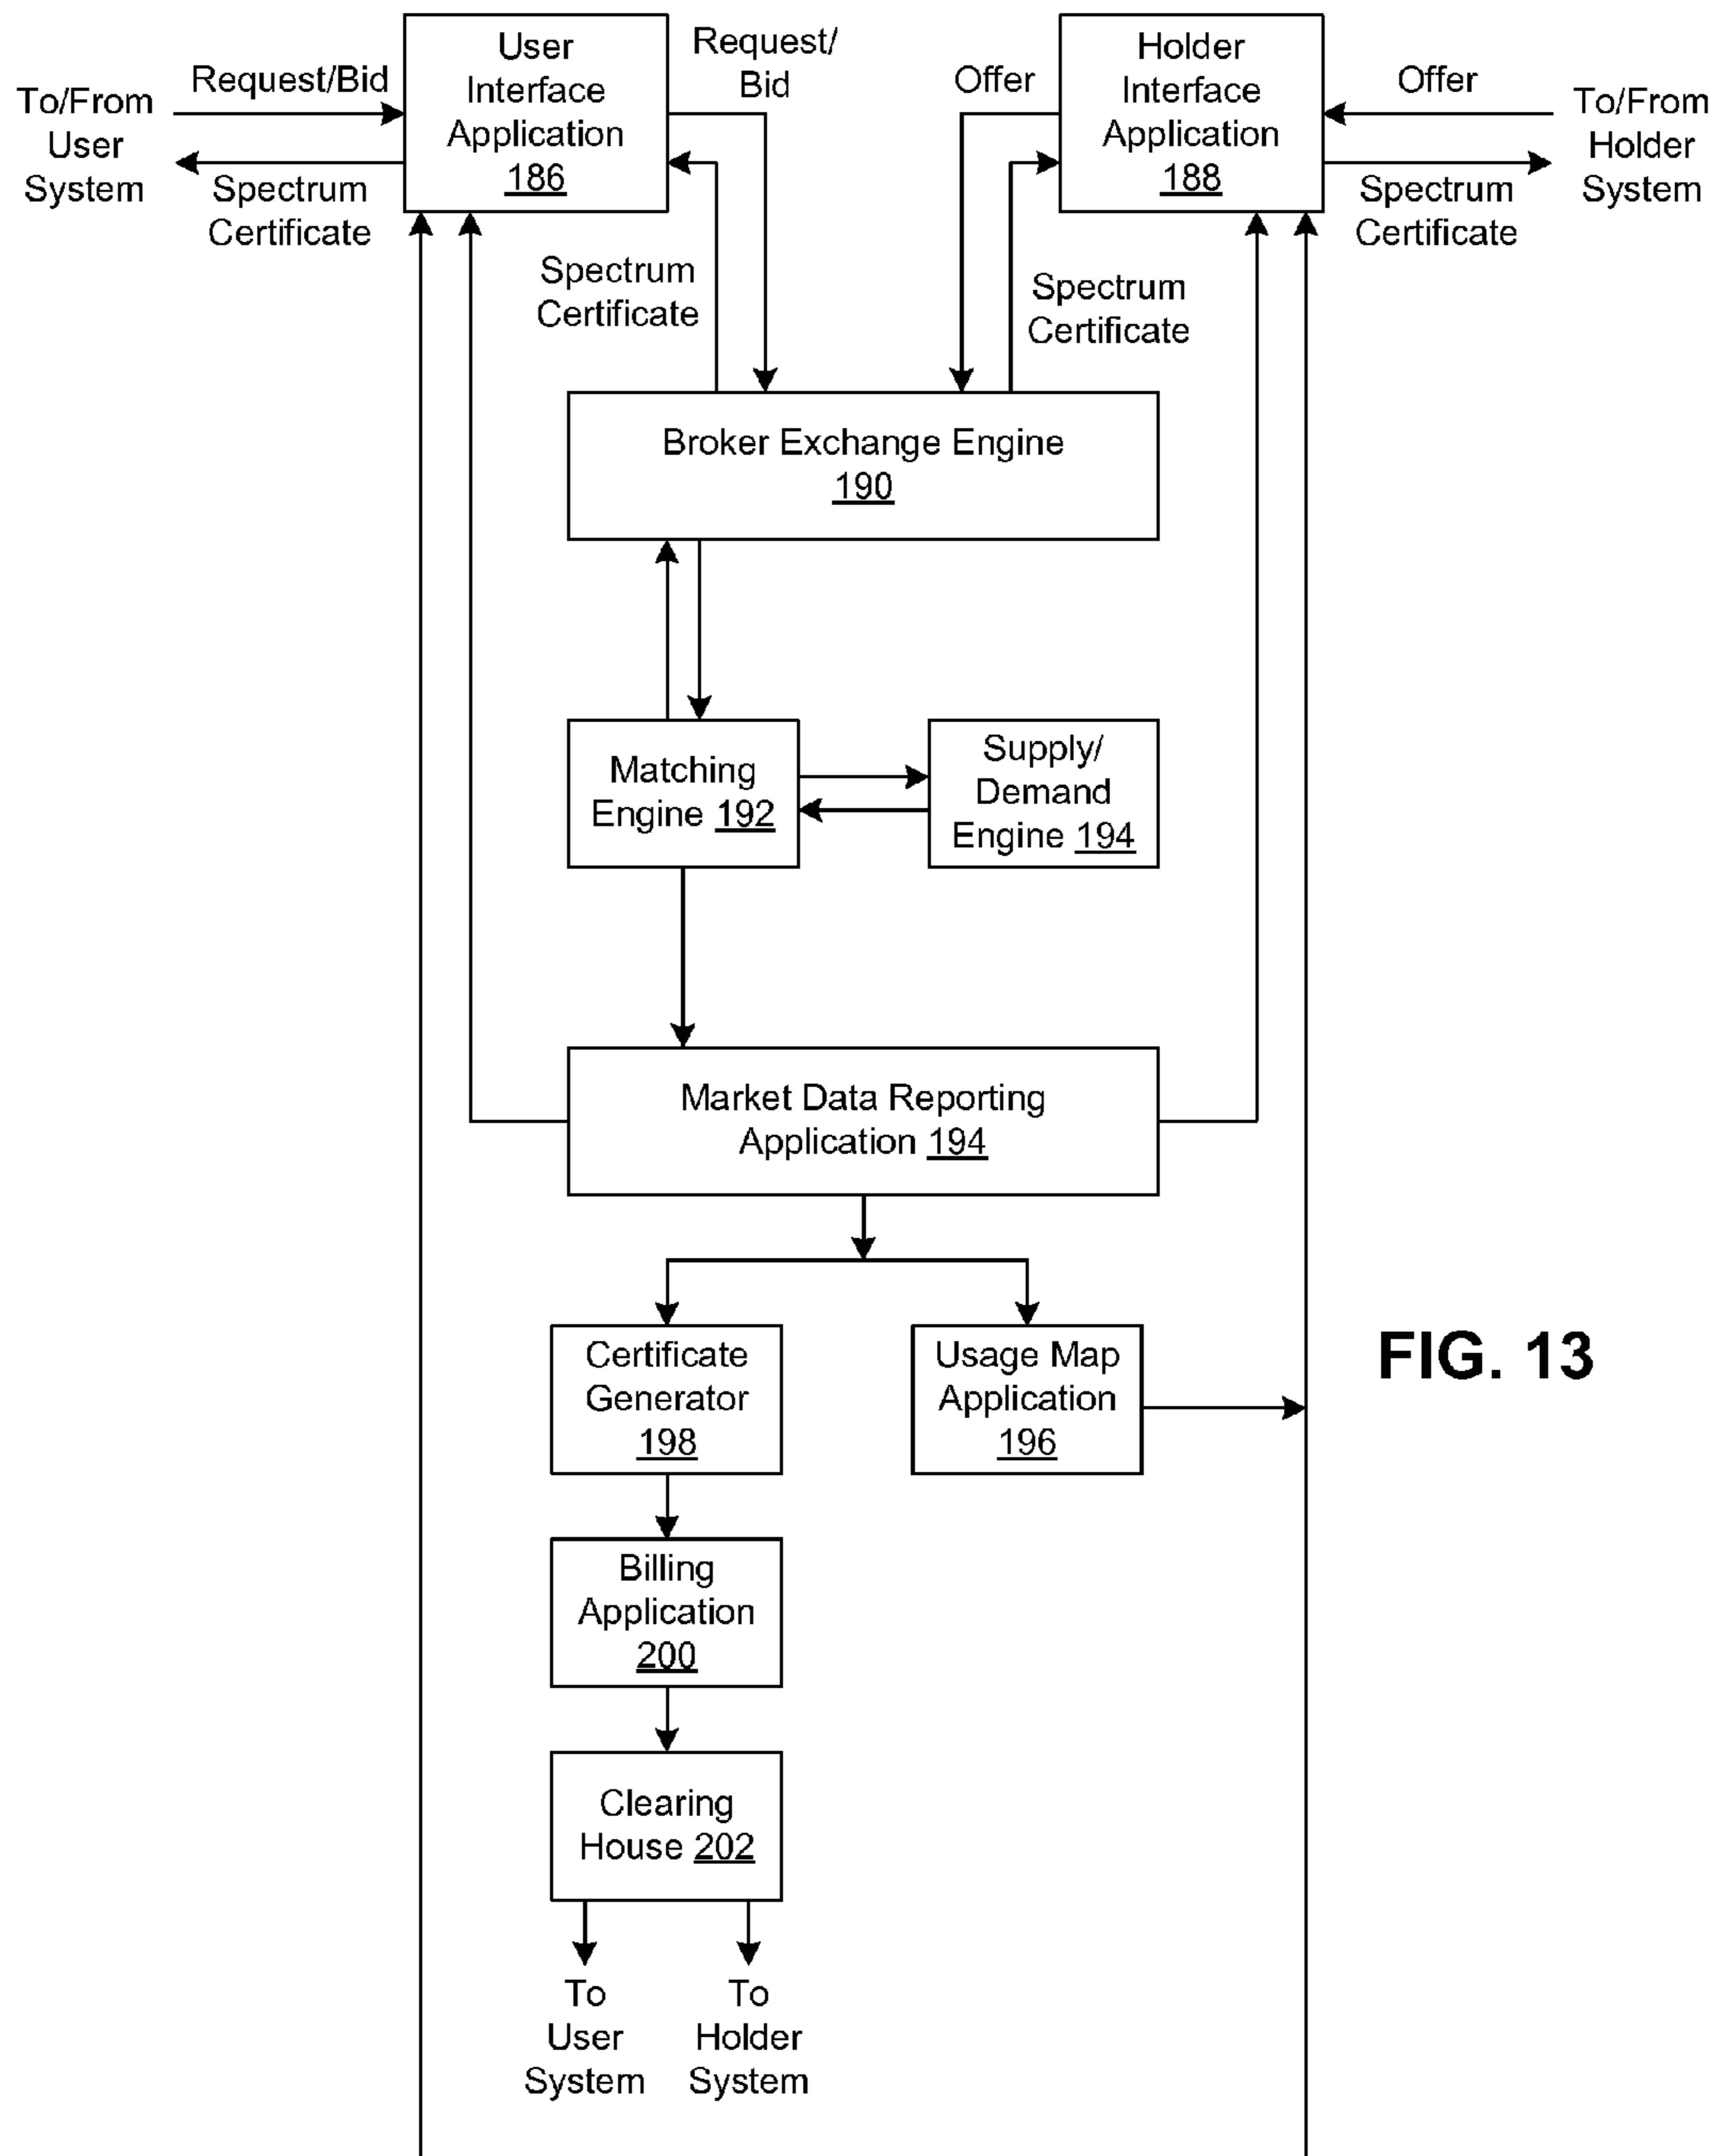 To/From
User
System
Request/Bid
Spectrum
Certificate
User
Interface
Application
186
Request/
Bid
Spectrum
Certificate
Offer
Spectrum
Certificate
Holder
Interface
Application
188
Offer
Spectrum
Certificate
To/From
Holder
System
Broker Exchange Engine
190
Matching
Engine 192
Supply/
Demand
Engine 194
Market Data Reporting
Application 194
Certificate
Generator
198
Usage Map
Application
196
FIG. 13
Billing
Application
200
Clearing
House 202
To
User
System
To
Holder
System